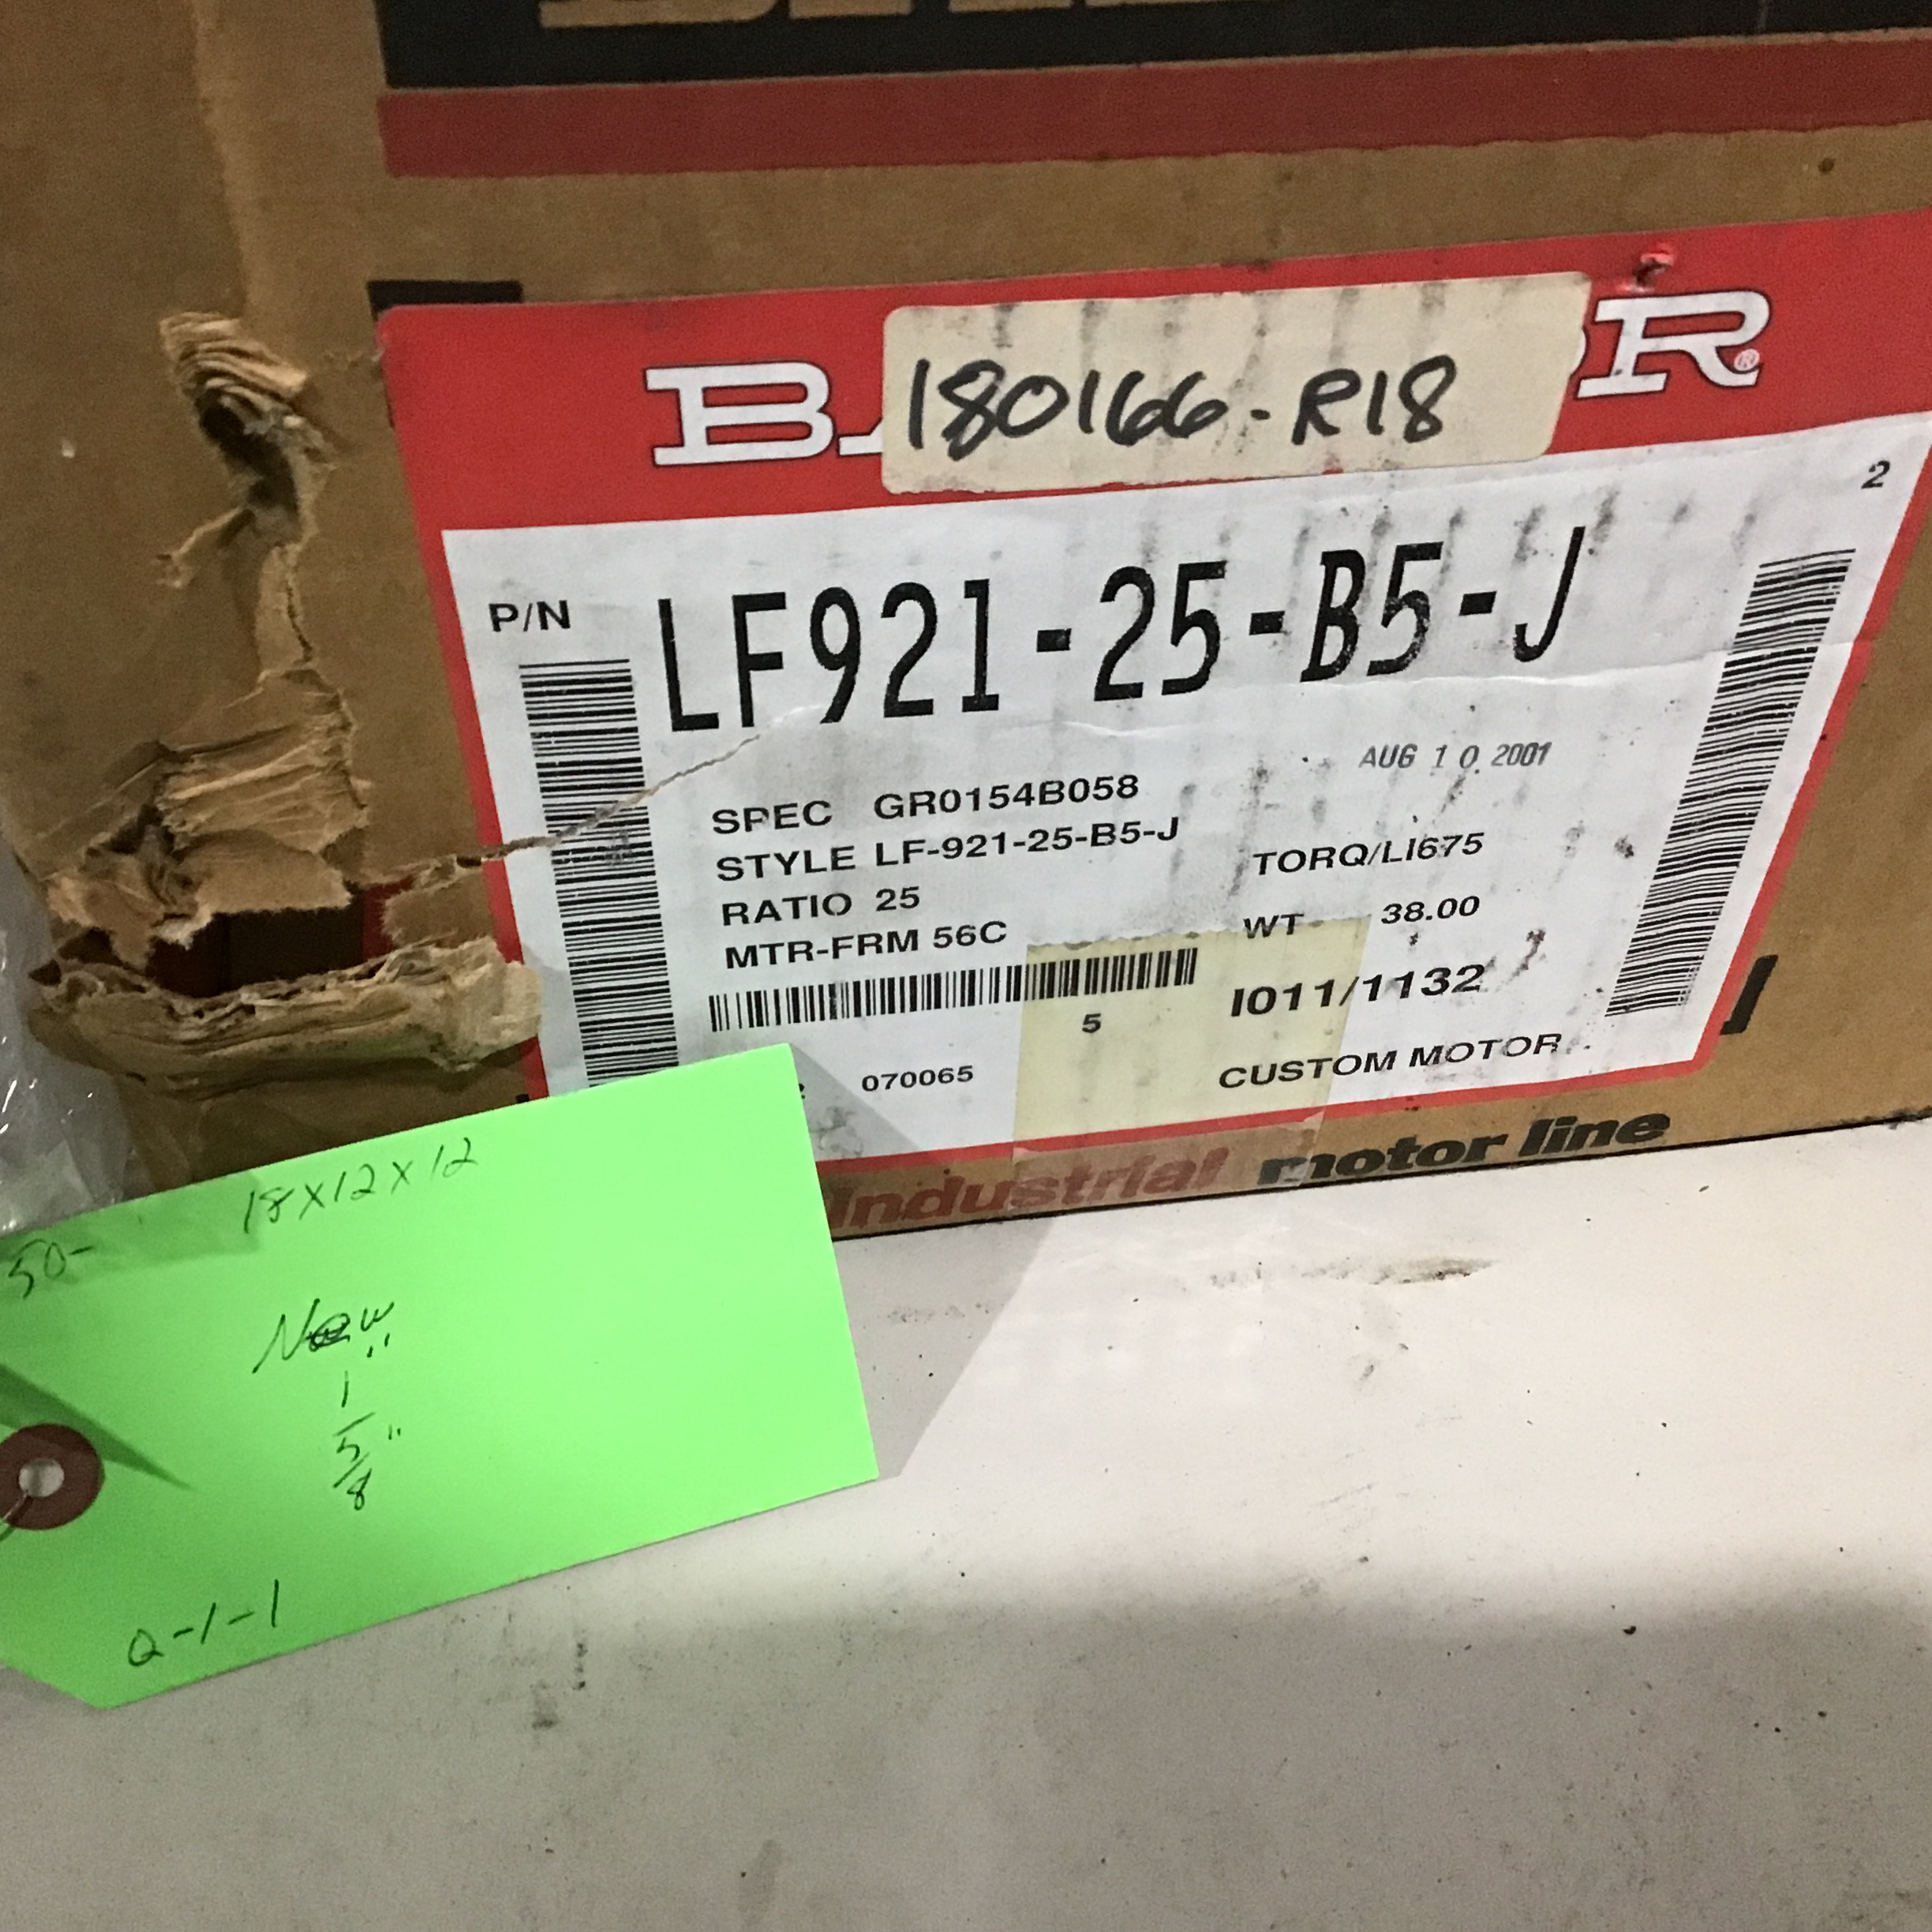 180166-R18
2
P/N LF921-25-B5-J
AUG 10 2001
SPEC GR0154B058
STYLE LF-921-25-B5-J
TORQ/LI675
RATIO 25
WT 38.00
MTR-FRM 56C
I011/1132
5
070065
CUSTOM MOTOR
Industrial motor line
18x12x12
50-
New
1"
5/8"
Q-1-1